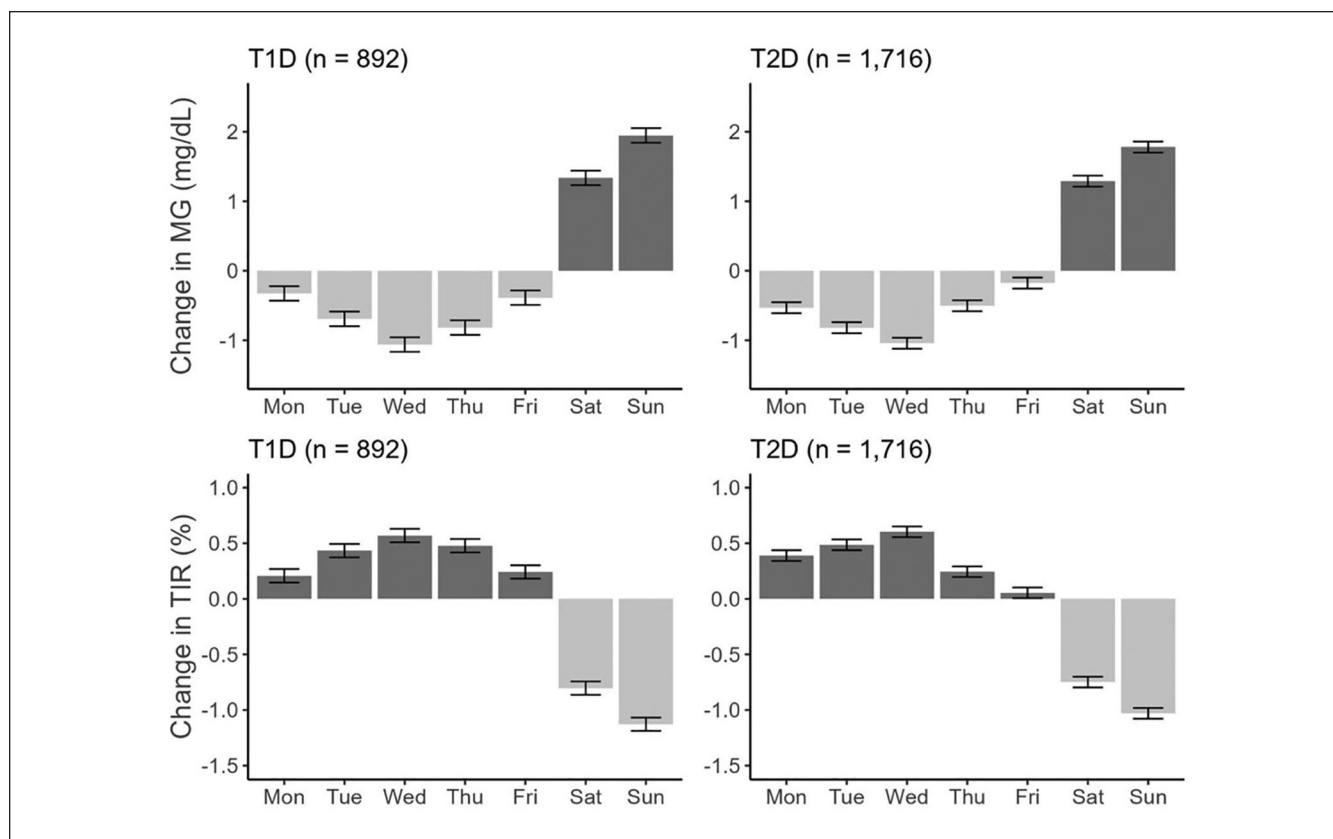 T1D (n = 892)
T2D (n = 1,716)
Change in MG (mg/dL)
2
1
0
-1
Mon Tue Wed Thu Fri Sat Sun
2
1
0
-1
Mon Tue Wed Thu Fri Sat Sun
T1D (n = 892)
T2D (n = 1,716)
Change in TIR (%)
1.0
0.5
0.0
-0.5
-1.0
-1.5
Mon Tue Wed Thu Fri Sat Sun
1.0
0.5
0.0
-0.5
-1.0
-1.5
Mon Tue Wed Thu Fri Sat Sun